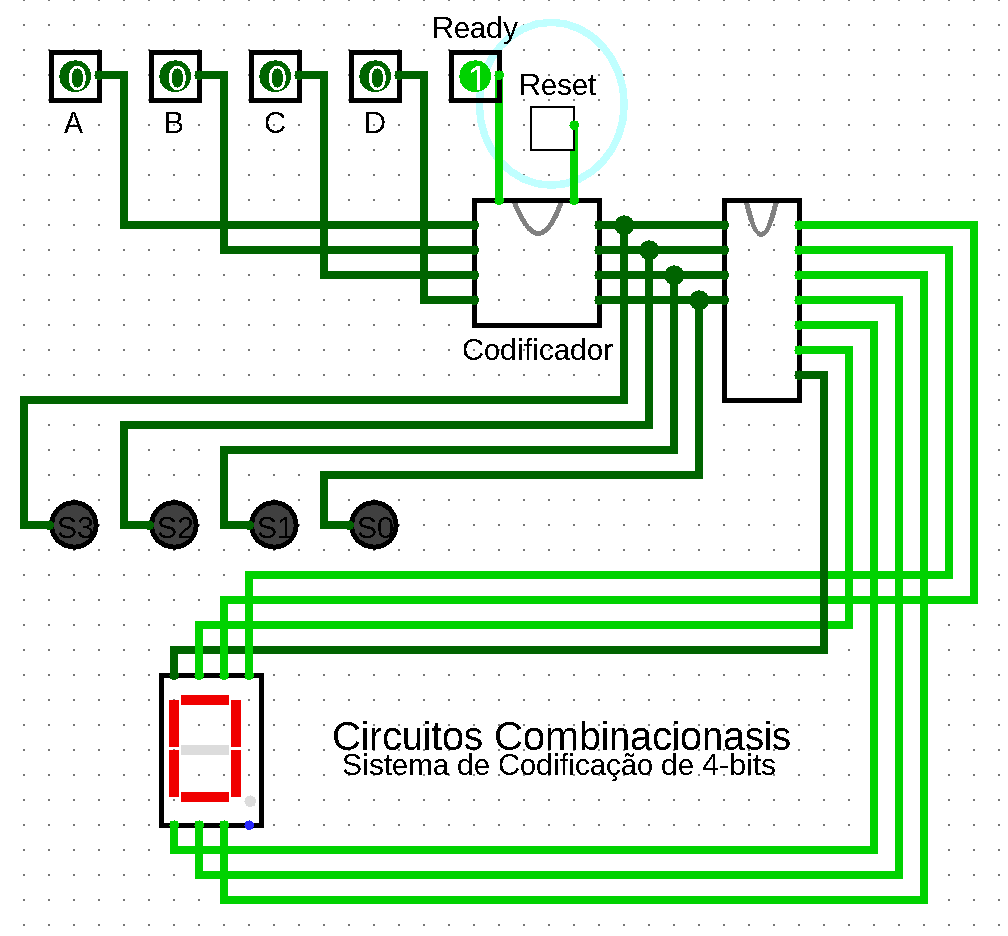 Ready
0 0 0 0 1
Reset
A B C D
Codificador
S3 S2 S1 S0
Circuitos Combinacionasis
Sistema de Codificação de 4-bits